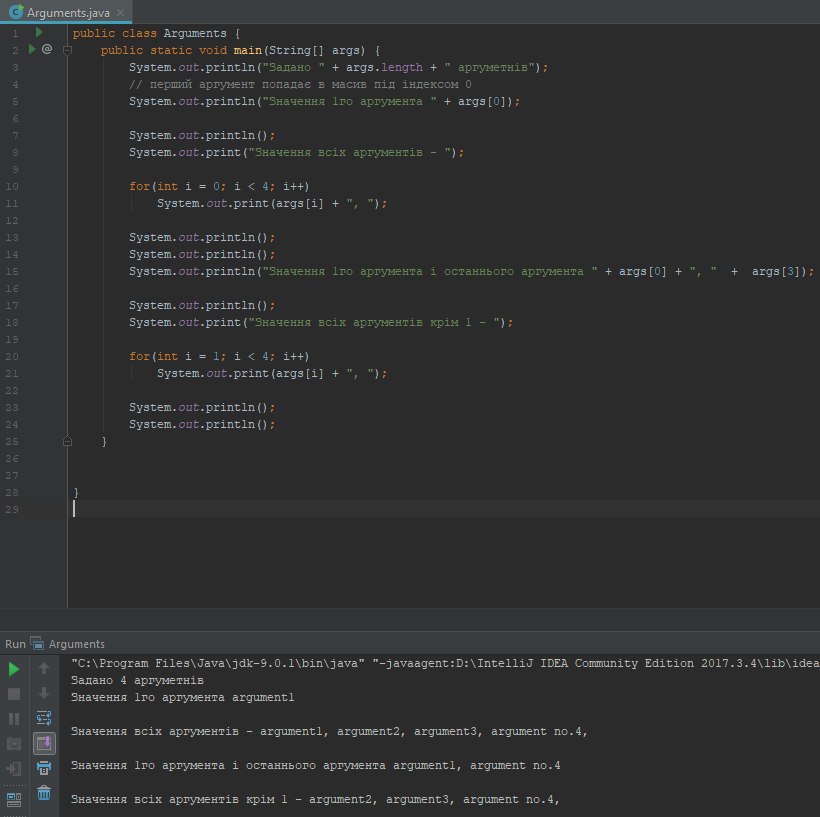 Arguments.java
1 public class Arguments {
2 public static void main(String[] args) {
3 System.out.println("Задано " + args.length + " аргуметнів");
4 // перший аргумент попадає в масив під індексом 0
5 System.out.println("Значення 1го аргумента " + args[0]);
6
7 System.out.println();
8 System.out.print("Значення всіх аргументів - ");
9
10 for(int i = 0; i < 4; i++)
11 System.out.print(args[i] + ", ");
12
13 System.out.println();
14 System.out.println();
15 System.out.println("Значення 1го аргумента і останнього аргумента " + args[0] + ", " + args[3]);
16
17 System.out.println();
18 System.out.print("Значення всіх аргументів крім 1 - ");
19
20 for(int i = 1; i < 4; i++)
21 System.out.print(args[i] + ", ");
22
23 System.out.println();
24 System.out.println();
25 }
26
27
28 }
29
Run Arguments
"C:\Program Files\Java\jdk-9.0.1\bin\java" "-javaagent:D:\IntelliJ IDEA Community Edition 2017.3.4\lib\idea
Задано 4 аргуметнів
Значення 1го аргумента argument1
Значення всіх аргументів - argument1, argument2, argument3, argument no.4,
Значення 1го аргумента і останнього аргумента argument1, argument no.4
Значення всіх аргументів крім 1 - argument2, argument3, argument no.4,